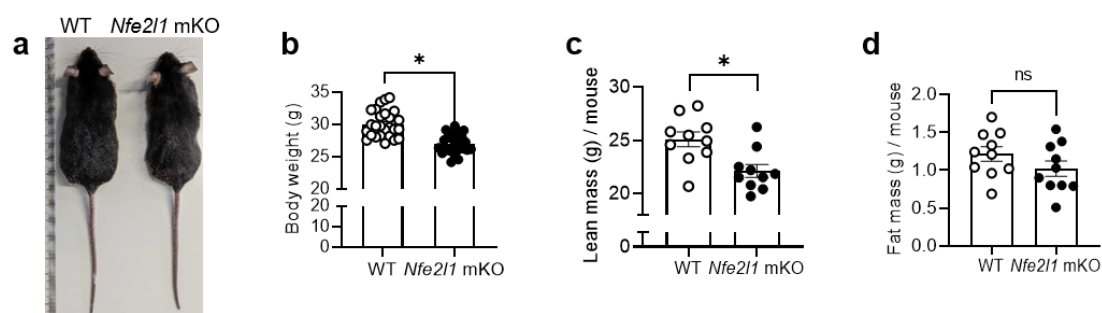 WT Nfe2l1 mKO
a
b
*
Body weight (g)
35
30
25
20
20
10
0
WT Nfe2l1 mKO
c
*
Lean mass (g) / mouse
30
25
20
0
WT Nfe2l1 mKO
d
ns
Fat mass (g) / mouse
2.0
1.5
1.0
0.5
0.0
WT Nfe2l1 mKO